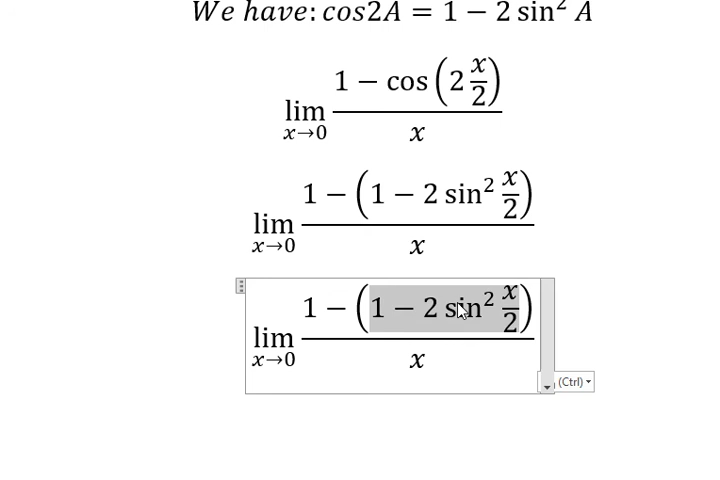 We have: cos2A = 1 − 2 sin² A
lim x→0 (1 − cos (2 x/2)) / x
lim x→0 (1 − (1 − 2 sin² x/2)) / x
lim x→0 (1 − (1 − 2 sin² x/2)) / x
(Ctrl)